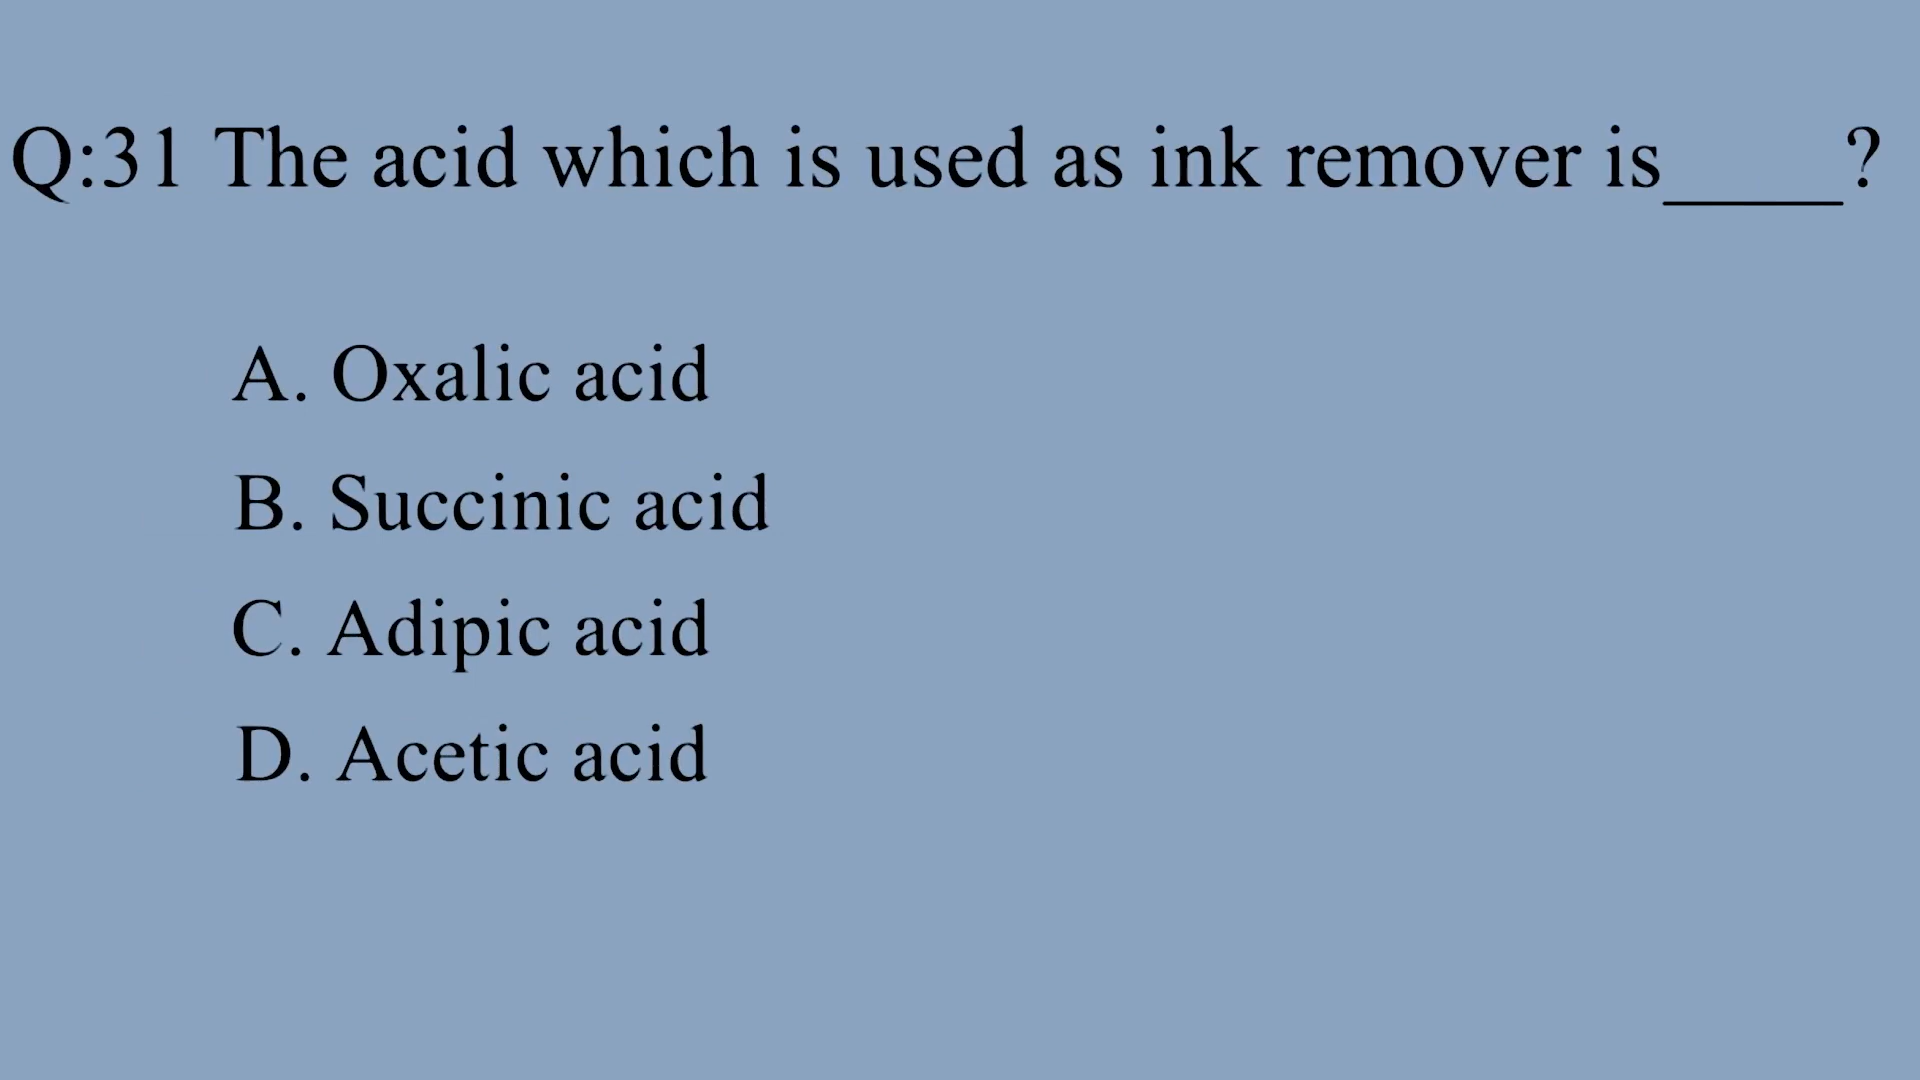 Q:31 The acid which is used as ink remover is_____?
A. Oxalic acid
B. Succinic acid
C. Adipic acid
D. Acetic acid